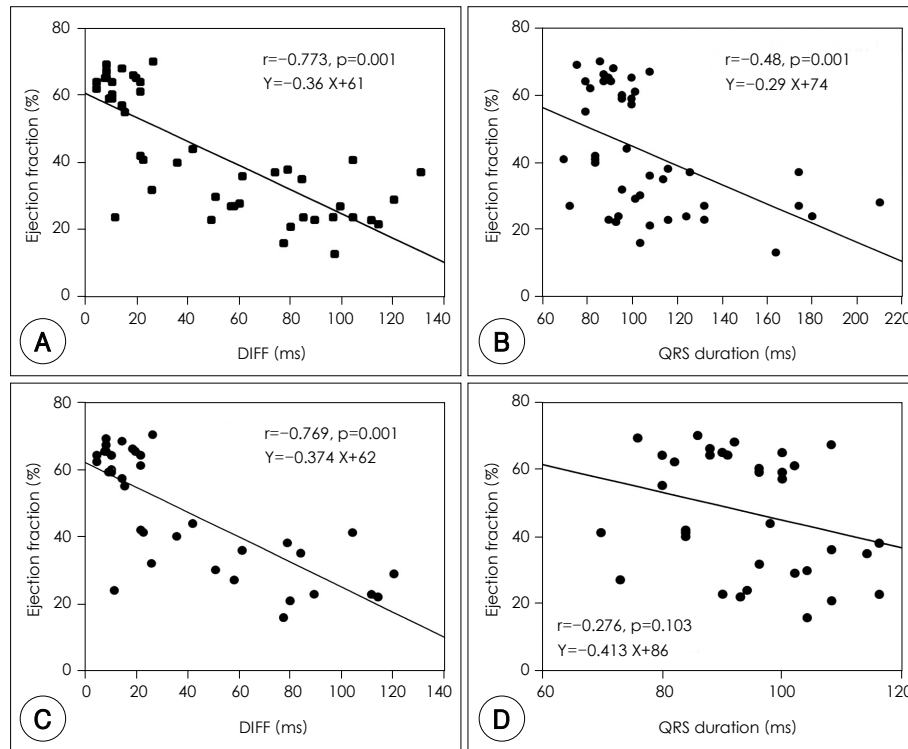 80
r=−0.773, p=0.001
Y=−0.36 X+61
60
40
20
0
Ejection fraction (%)
0 20 40 60 80 100 120 140
DIFF (ms)
A
80
r=−0.48, p=0.001
Y=−0.29 X+74
60
40
20
0
Ejection fraction (%)
60 80 100 120 140 160 180 200 220
QRS duration (ms)
B
80
r=−0.769, p=0.001
Y=−0.374 X+62
60
40
20
0
Ejection fraction (%)
0 20 40 60 80 100 120 140
DIFF (ms)
C
80
60
40
20
r=−0.276, p=0.103
Y=−0.413 X+86
0
Ejection fraction (%)
60 80 100 120
QRS duration (ms)
D